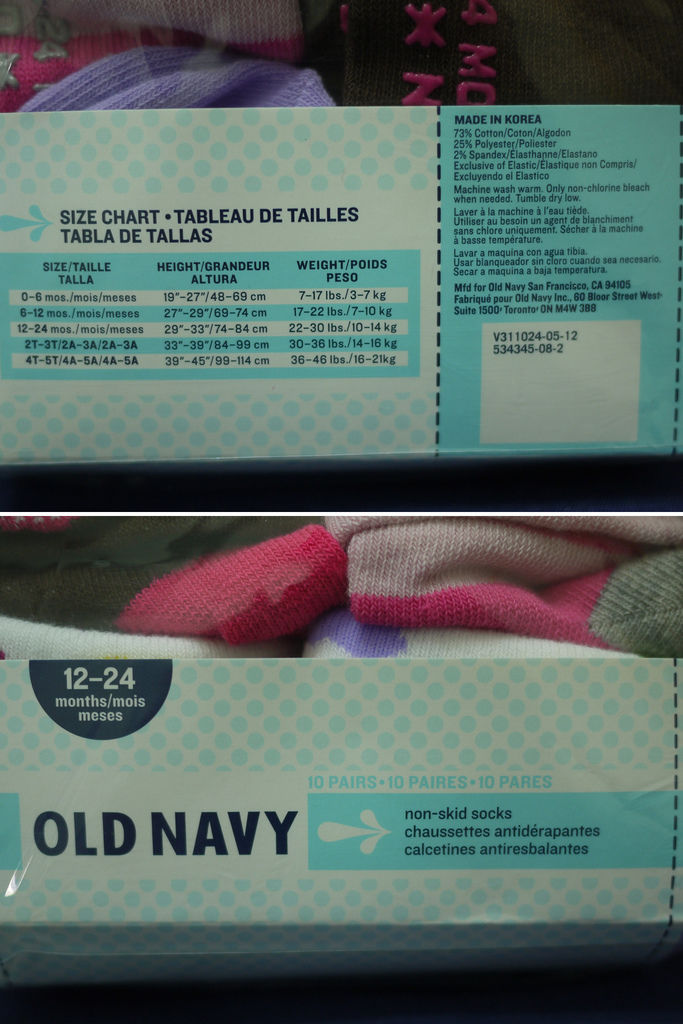 4 MO
* M
24
MADE IN KOREA
73% Cotton/Coton/Algodon
25% Polyester/Poliester
2% Spandex/Élasthanne/Elastano
Exclusive of Elastic/Élastique non Compris/
Excluyendo el Elastico
Machine wash warm. Only non-chlorine bleach
when needed. Tumble dry low.
Laver à la machine à l'eau tiède.
Utiliser au besoin un agent de blanchiment
sans chlore uniquement. Sécher à la machine
à basse température.
Lavar a maquina con agua tibia.
Usar blanqueador sin cloro cuando sea necesario.
Secar a maquina a baja temperatura.
Mfd for Old Navy San Francisco, CA 94105
Fabriqué pour Old Navy Inc., 60 Bloor Street West
Suite 1500 Toronto ON M4W 3B8
V311024-05-12
534345-08-2
SIZE CHART • TABLEAU DE TAILLES
TABLA DE TALLAS
SIZE/TAILLE HEIGHT/GRANDEUR WEIGHT/POIDS
TALLA ALTURA PESO
0-6 mos./mois/meses 19"-27"/48-69 cm 7-17 lbs./3-7 kg
6-12 mos./mois/meses 27"-29"/69-74 cm 17-22 lbs./7-10 kg
12-24 mos./mois/meses 29"-33"/74-84 cm 22-30 lbs./10-14 kg
2T-3T/2A-3A/2A-3A 33"-39"/84-99 cm 30-36 lbs./14-16 kg
4T-5T/4A-5A/4A-5A 39"-45"/99-114 cm 36-46 lbs./16-21kg
12-24
months/mois
meses
10 PAIRS • 10 PAIRES • 10 PARES
OLD NAVY
non-skid socks
chaussettes antidérapantes
calcetines antiresbalantes